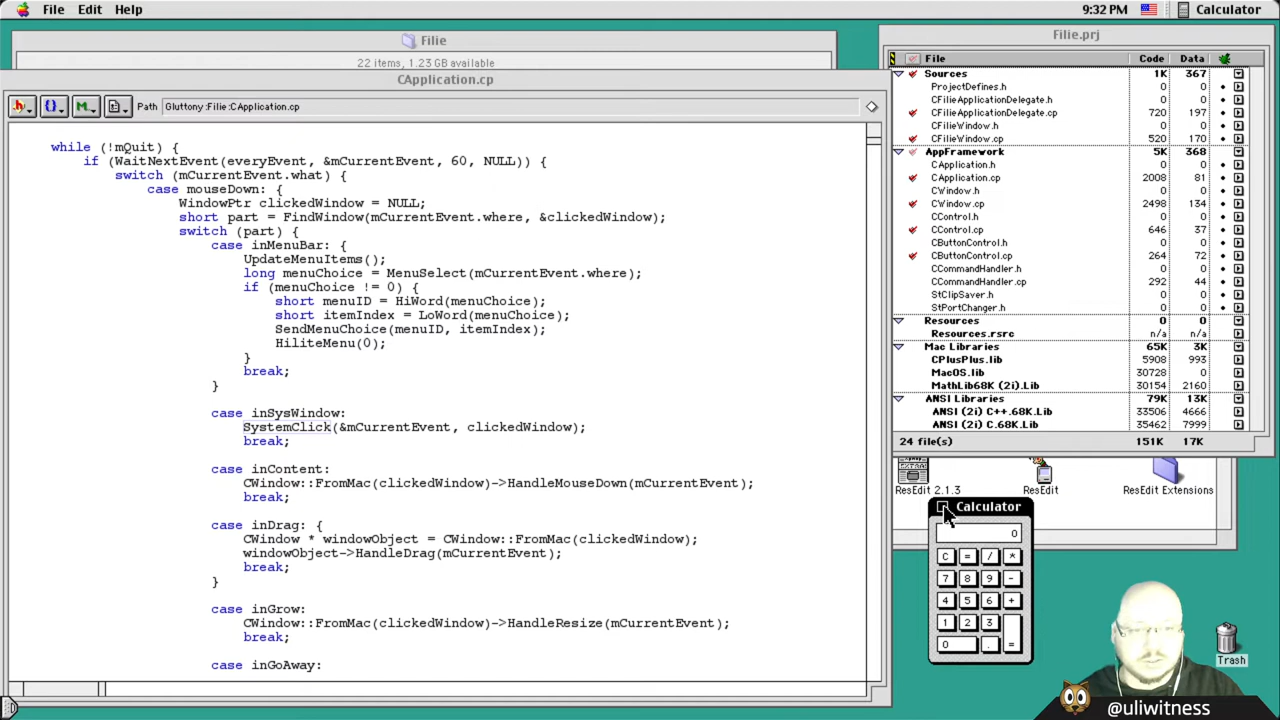 File Edit Help 9:32 PM Calculator
Filie
22 items, 1.23 GB available
CApplication.cp
Path Gluttony:Filie:CApplication.cp
while (!mQuit) {
if (WaitNextEvent(everyEvent, &mCurrentEvent, 60, NULL)) {
switch (mCurrentEvent.what) {
case mouseDown: {
WindowPtr clickedWindow = NULL;
short part = FindWindow(mCurrentEvent.where, &clickedWindow);
switch (part) {
case inMenuBar: {
UpdateMenuItems();
long menuChoice = MenuSelect(mCurrentEvent.where);
if (menuChoice != 0) {
short menuID = HiWord(menuChoice);
short itemIndex = LoWord(menuChoice);
SendMenuChoice(menuID, itemIndex);
HiliteMenu(0);
}
break;
}
case inSysWindow:
SystemClick(&mCurrentEvent, clickedWindow);
break;
case inContent:
CWindow::FromMac(clickedWindow)->HandleMouseDown(mCurrentEvent);
break;
case inDrag: {
CWindow * windowObject = CWindow::FromMac(clickedWindow);
windowObject->HandleDrag(mCurrentEvent);
break;
}
case inGrow:
CWindow::FromMac(clickedWindow)->HandleResize(mCurrentEvent);
break;
case inGoAway:
Filie.prj
File Code Data
Sources 1K 367
ProjectDefines.h 0 0
CFilieApplicationDelegate.h 0 0
CFilieApplicationDelegate.cp 720 197
CFilieWindow.h 0 0
CFilieWindow.cp 520 170
AppFramework 5K 368
CApplication.h 0 0
CApplication.cp 2008 81
CWindow.h 0 0
CWindow.cp 2498 134
CControl.h 0 0
CControl.cp 646 37
CButtonControl.h 0 0
CButtonControl.cp 264 72
CCommandHandler.h 0 0
CCommandHandler.cp 292 44
StClipSaver.h 0 0
StPortChanger.h 0 0
Resources 0 0
Resources.rsrc n/a n/a
Mac Libraries 65K 3K
CPlusPlus.lib 5908 993
MacOS.lib 30728 0
MathLib68K (2i).Lib 30154 2160
ANSI Libraries 79K 13K
ANSI (2i) C++.68K.Lib 33506 4666
ANSI (2i) C.68K.Lib 35462 7999
24 file(s) 151K 17K
ResEdit 2.1.3 ResEdit ResEdit Extensions
Calculator
0
C = / *
7 8 9 -
4 5 6 +
1 2 3
0 . =
Trash
@uliwitness